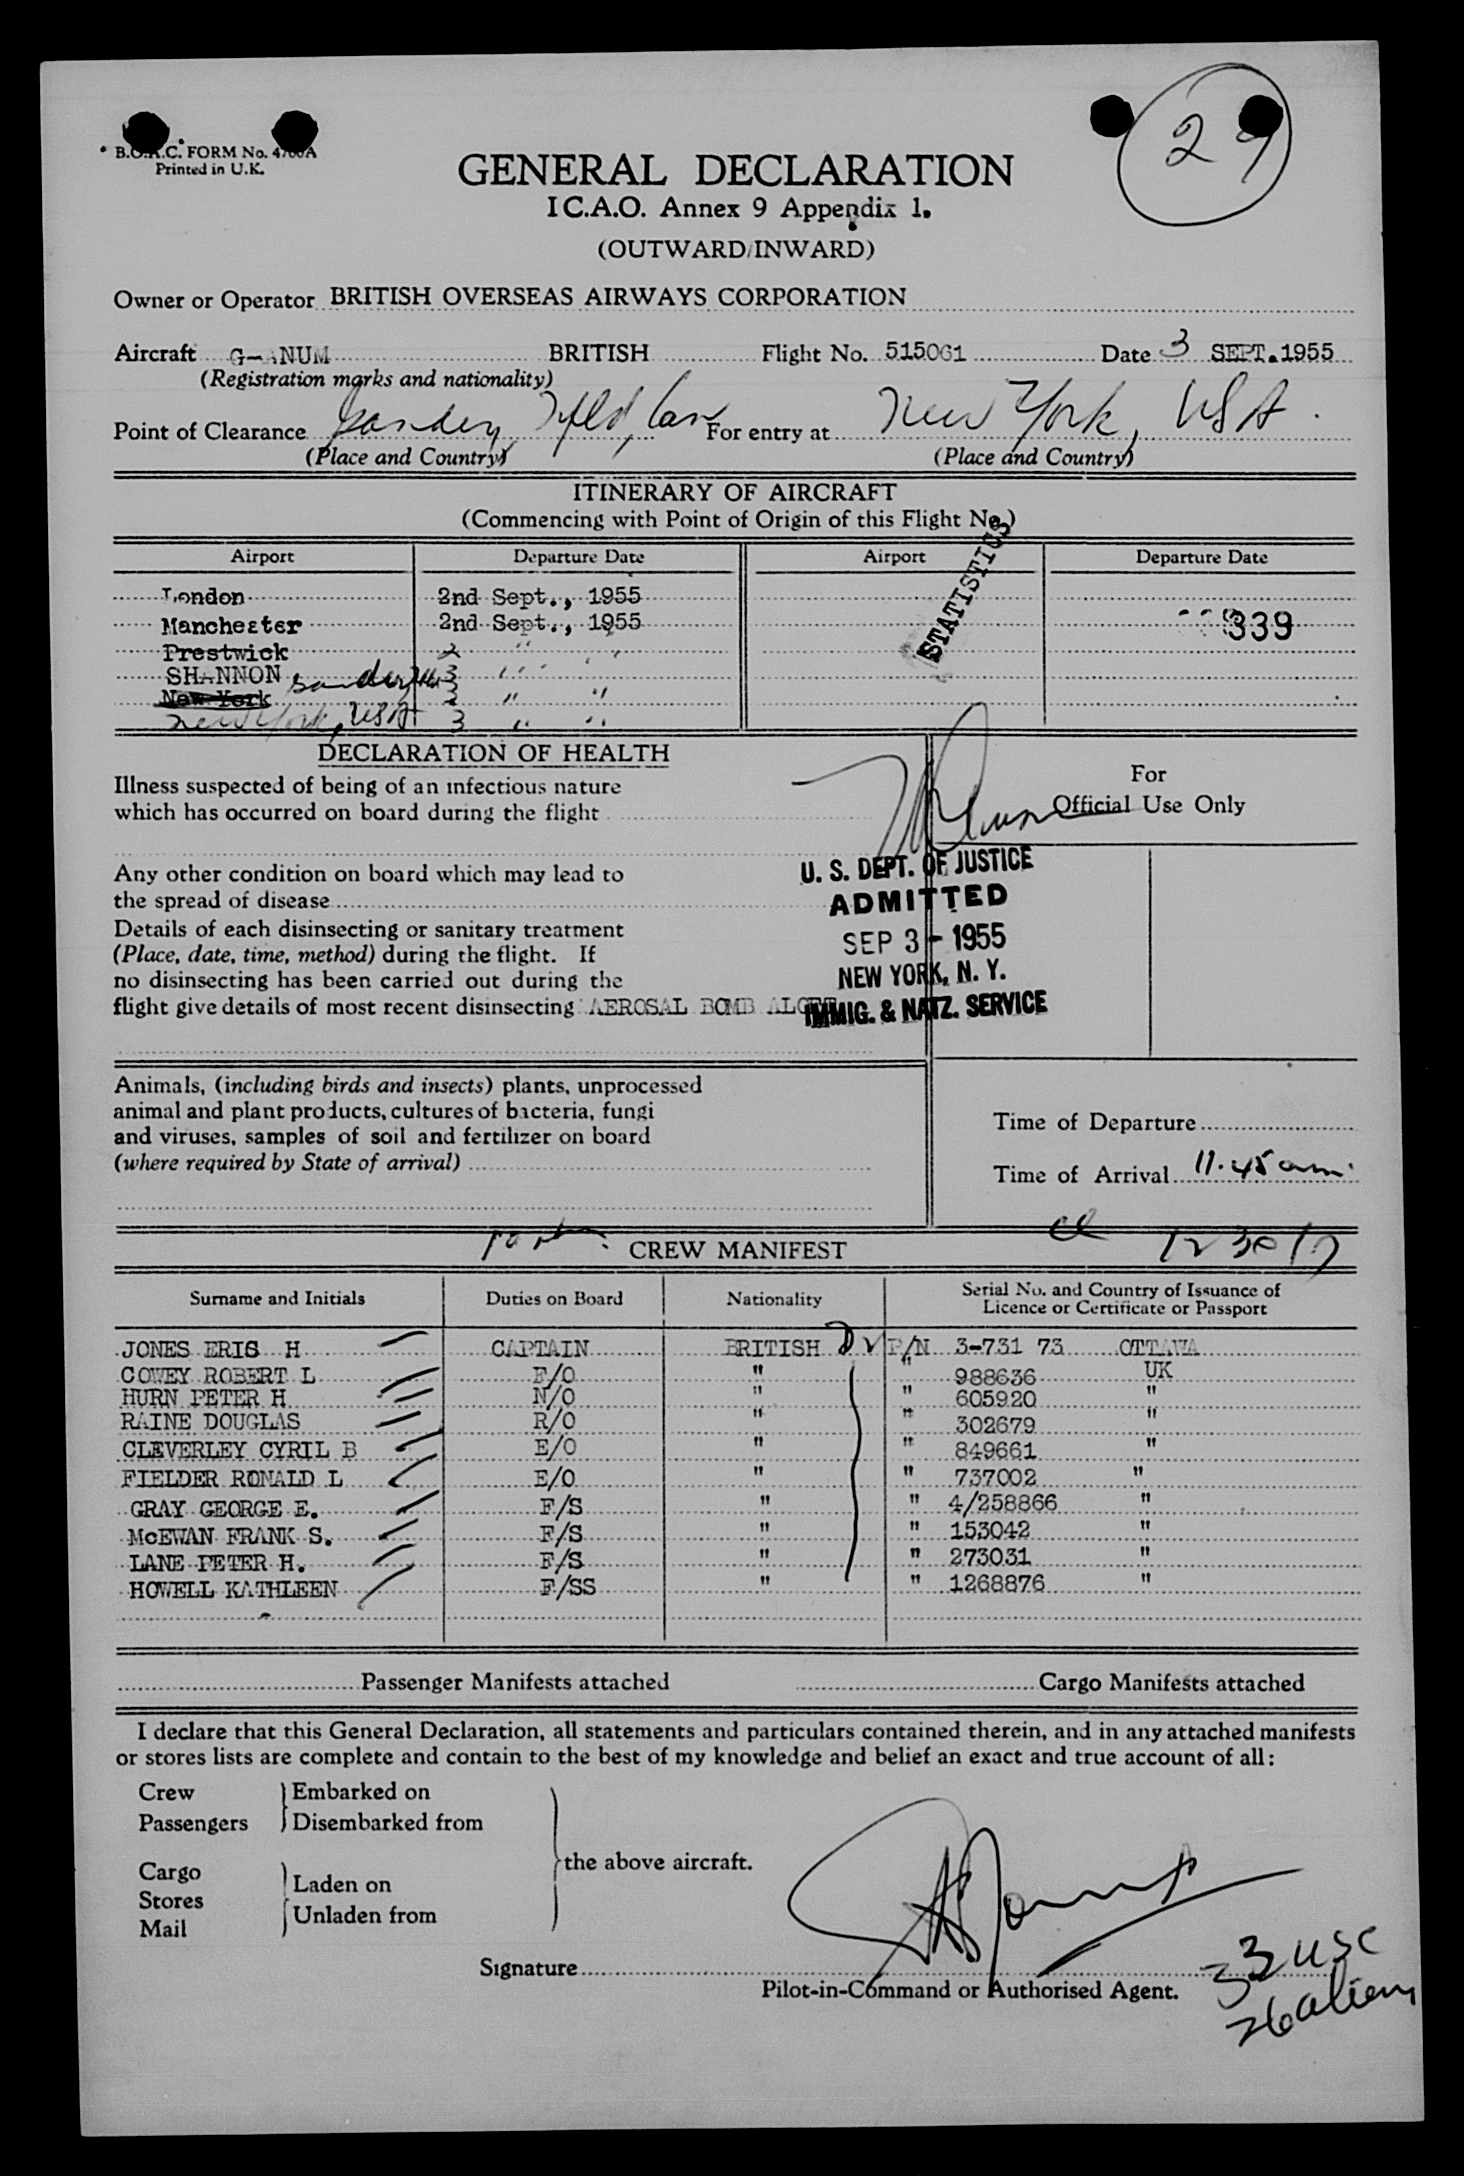 29
B.O.A.C. FORM No. 4700A
Printed in U.K.
GENERAL DECLARATION
I C.A.O. Annex 9 Appendix 1.
(OUTWARD/INWARD)
Owner or Operator BRITISH OVERSEAS AIRWAYS CORPORATION
Aircraft G-ANUM BRITISH Flight No. 515061 Date 3 SEPT. 1955
(Registration marks and nationality)
Point of Clearance Gander, Nfld, Can For entry at New York, USA.
(Place and Country) (Place and Country)
ITINERARY OF AIRCRAFT
(Commencing with Point of Origin of this Flight No.)
Airport Departure Date Airport Departure Date
London 2nd Sept., 1955
Manchester 2nd Sept., 1955
STATISTICS
339
Prestwick 2 " "
SHANNON Gander 3 " "
New York 2 " "
New York, USA 3 " "
DECLARATION OF HEALTH
Illness suspected of being of an infectious nature
which has occurred on board during the flight
For
Official Use Only
Any other condition on board which may lead to
the spread of disease
Details of each disinsecting or sanitary treatment
(Place, date, time, method) during the flight. If
no disinsecting has been carried out during the
flight give details of most recent disinsecting AEROSAL BOMB
U. S. DEPT. OF JUSTICE
ADMITTED
SEP 3 - 1955
NEW YORK, N. Y.
IMMIG. & NATZ. SERVICE
Animals, (including birds and insects) plants, unprocessed
animal and plant products, cultures of bacteria, fungi
and viruses, samples of soil and fertilizer on board
(where required by State of arrival)
Time of Departure
Time of Arrival 11.45 am.
CREW MANIFEST
Surname and Initials Duties on Board Nationality Serial No. and Country of Issuance of
Licence or Certificate or Passport
JONES ERIS H CAPTAIN BRITISH P/N 3-731 73 OTTAWA
COWEY ROBERT L F/O " " 988636 UK
HURN PETER H N/O " " 605920 "
RAINE DOUGLAS R/O " " 302679 "
CLEVERLEY CYRIL B E/O " " 849661 "
FIELDER RONALD L E/O " " 737002 "
GRAY GEORGE E. F/S " " 4/258866 "
McEWAN FRANK S. F/S " " 153042 "
LANE PETER H. F/S " " 273031 "
HOWELL KATHLEEN F/SS " " 1268876 "
Passenger Manifests attached Cargo Manifests attached
I declare that this General Declaration, all statements and particulars contained therein, and in any attached manifests
or stores lists are complete and contain to the best of my knowledge and belief an exact and true account of all:
Crew
Passengers
Embarked on
Disembarked from
Cargo
Stores
Mail
Laden on
Unladen from
the above aircraft.
Signature
Pilot-in-Command or Authorised Agent.
33 USC
26 aliens